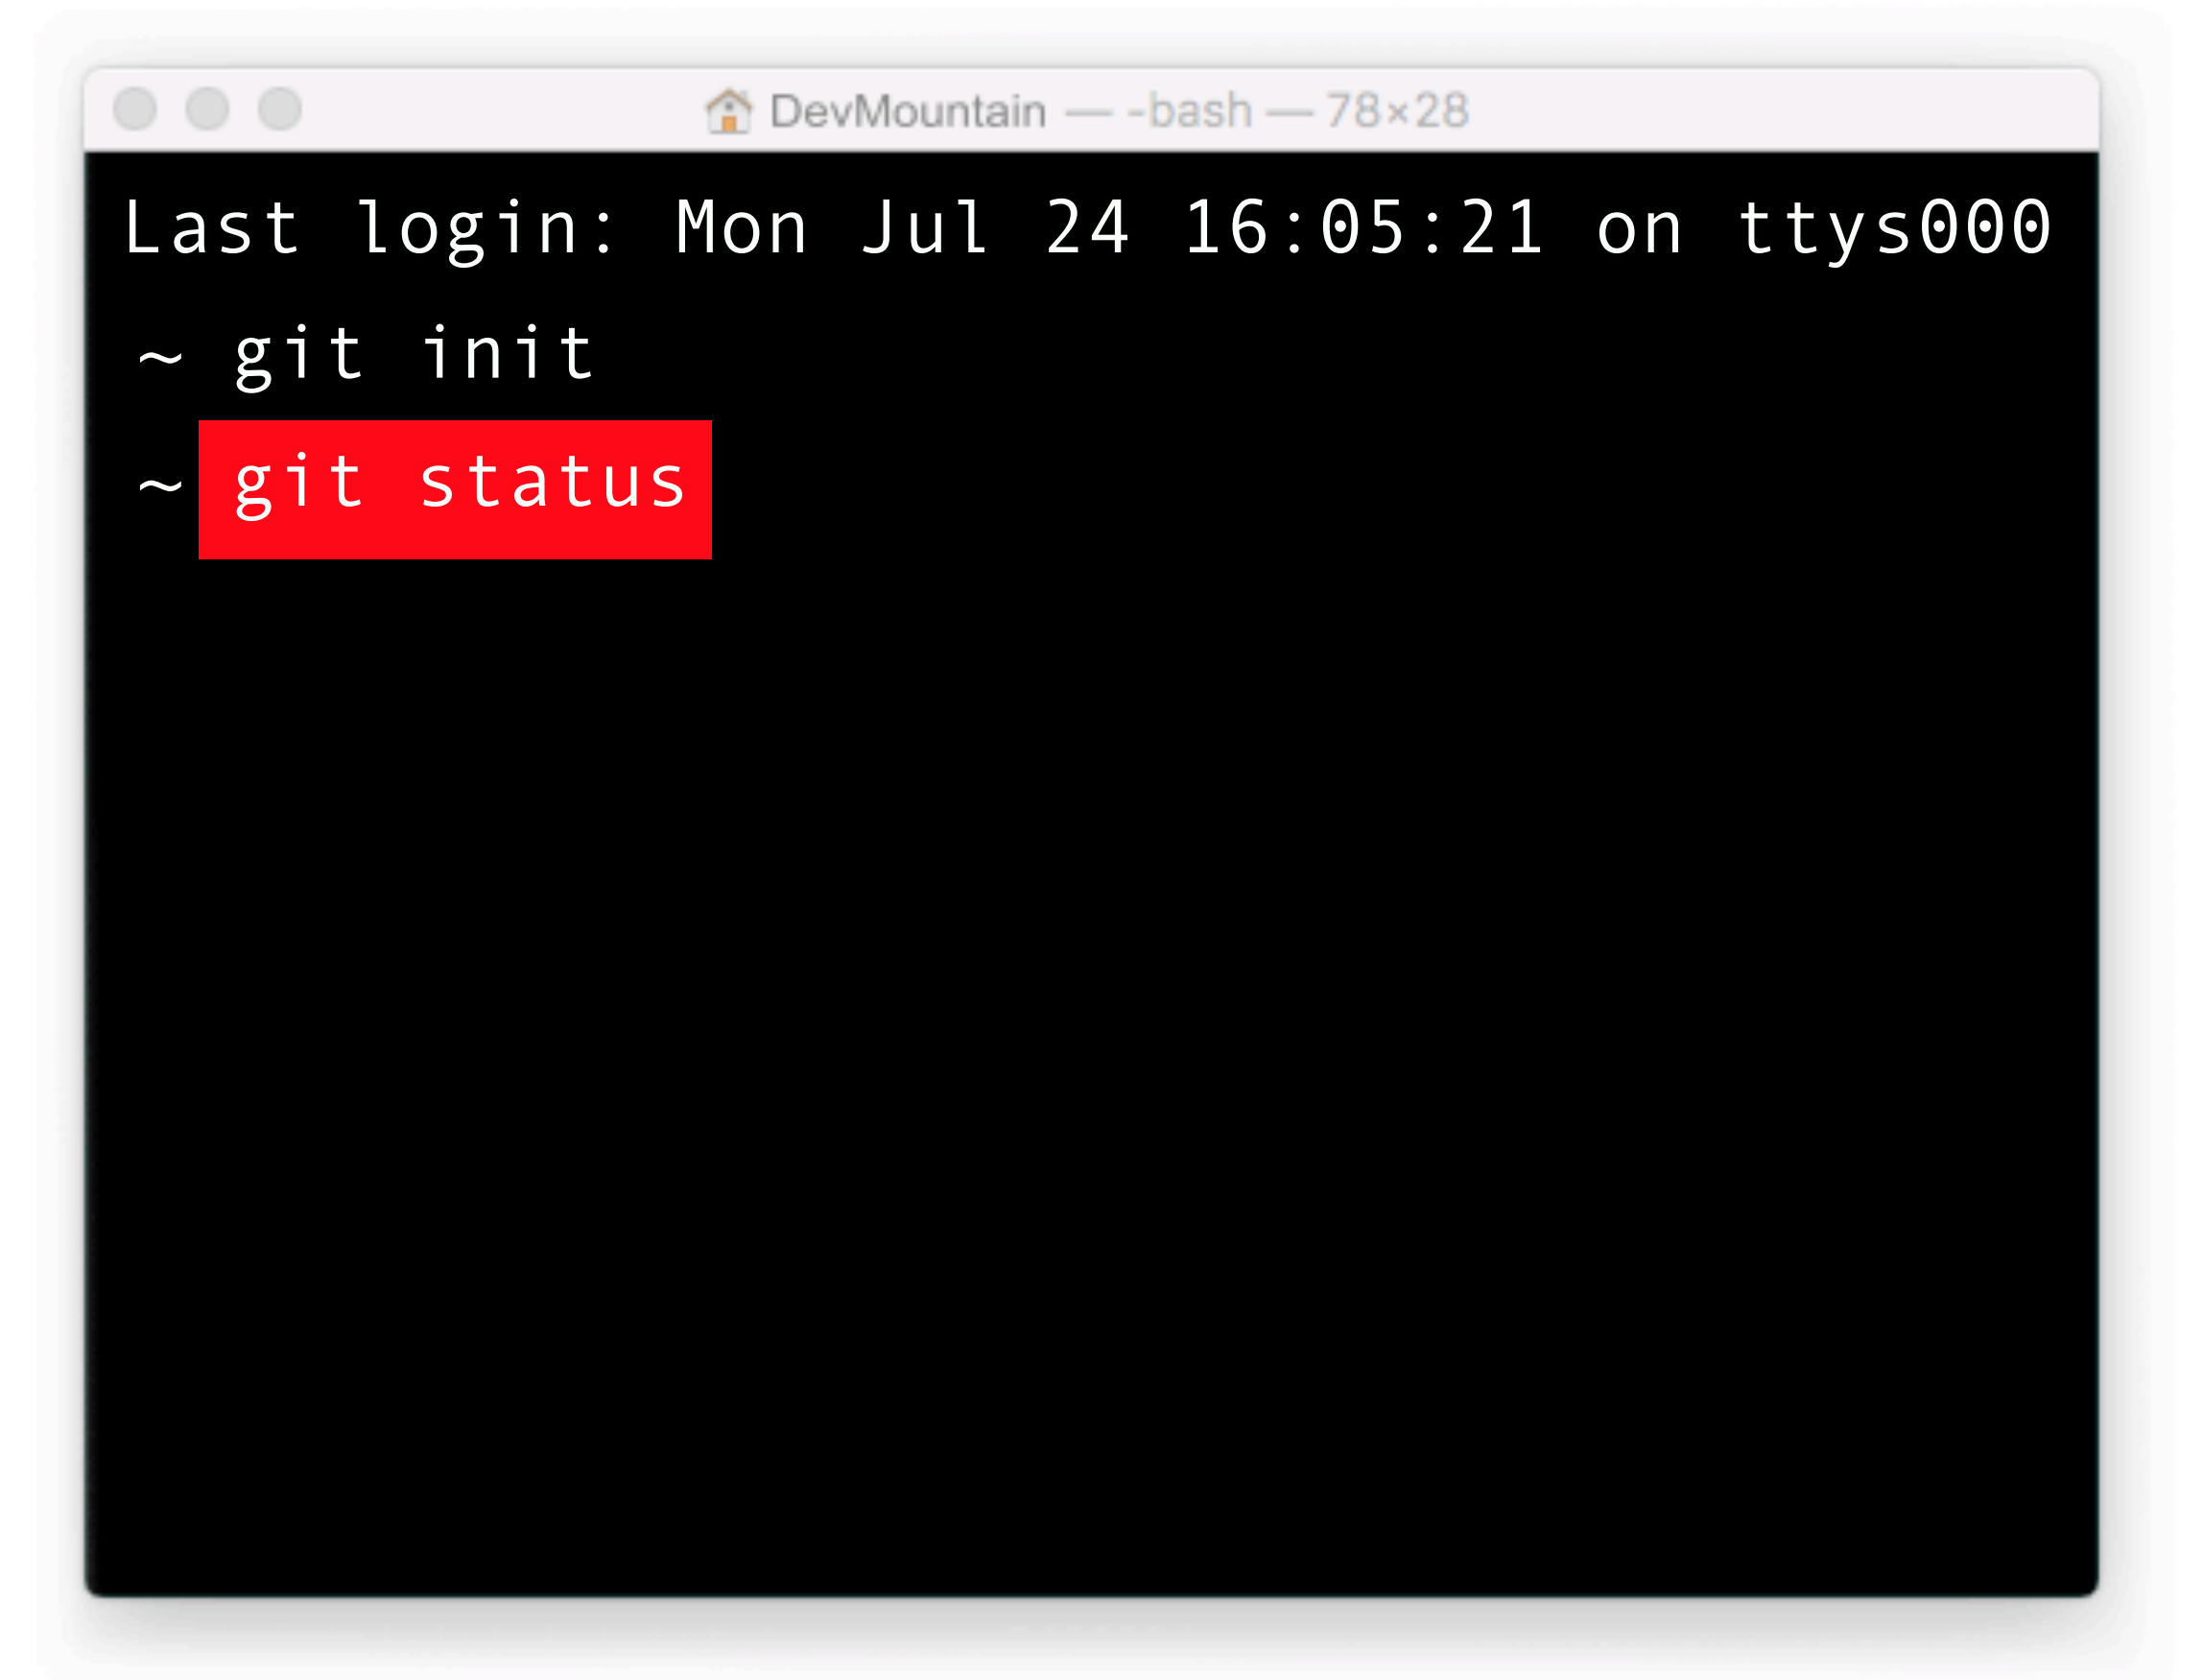 DevMountain — -bash — 78×28
Last login: Mon Jul 24 16:05:21 on ttys000
~ git init
~ git status